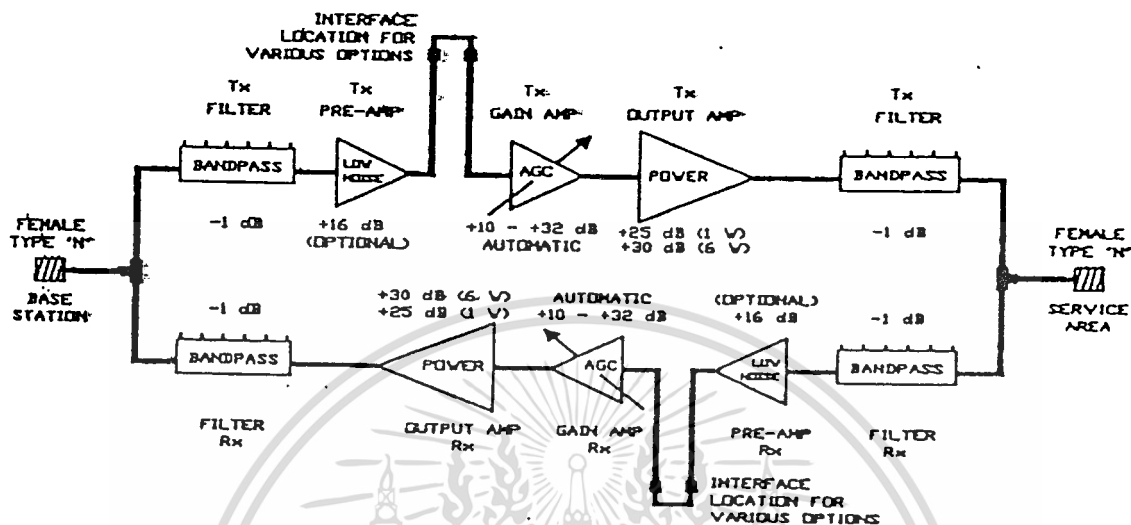 INTERFACE
LOCATION FOR
VARIOUS OPTIONS
Tx
FILTER
Tx
PRE-AMP
Tx
GAIN AMP
Tx
OUTPUT AMP
Tx
FILTER
BANDPASS
LOW
NOISE
AGC
POWER
BANDPASS
-1 dB
+16 dB
(OPTIONAL)
+10 - +32 dB
AUTOMATIC
+25 dB (1 W)
+30 dB (6 W)
-1 dB
FEMALE
TYPE "N"
BASE
STATION
FEMALE
TYPE "N"
SERVICE
AREA
-1 dB
+30 dB (6 W)
+25 dB (1 W)
AUTOMATIC
+10 - +32 dB
(OPTIONAL)
+16 dB
-1 dB
BANDPASS
POWER
AGC
LOW
NOISE
BANDPASS
FILTER
Rx
OUTPUT AMP
Rx
GAIN AMP
Rx
PRE-AMP
Rx
FILTER
Rx
INTERFACE
LOCATION FOR
VARIOUS OPTIONS